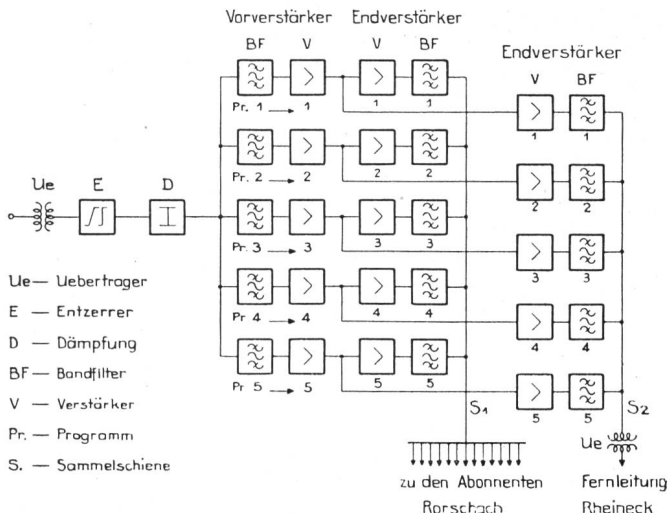 Vorverstärker Endverstärker
BF V V BF
Endverstärker
V BF
Pr. 1 1 1 1
1 1
Ue E D
Pr. 2 2 2 2
2 2
Pr. 3 3 3 3
3 3
Pr 4 4 4 4
4 4
Pr 5 5 5 5
5 5
Ue — Uebertrager
E — Entzerrer
D — Dämpfung
BF — Bandfilter
V — Verstärker
Pr. — Programm
S. — Sammelschiene
S1
S2
Ue
zu den Abonnenten
Rorschach
Fernleitung
Rheineck